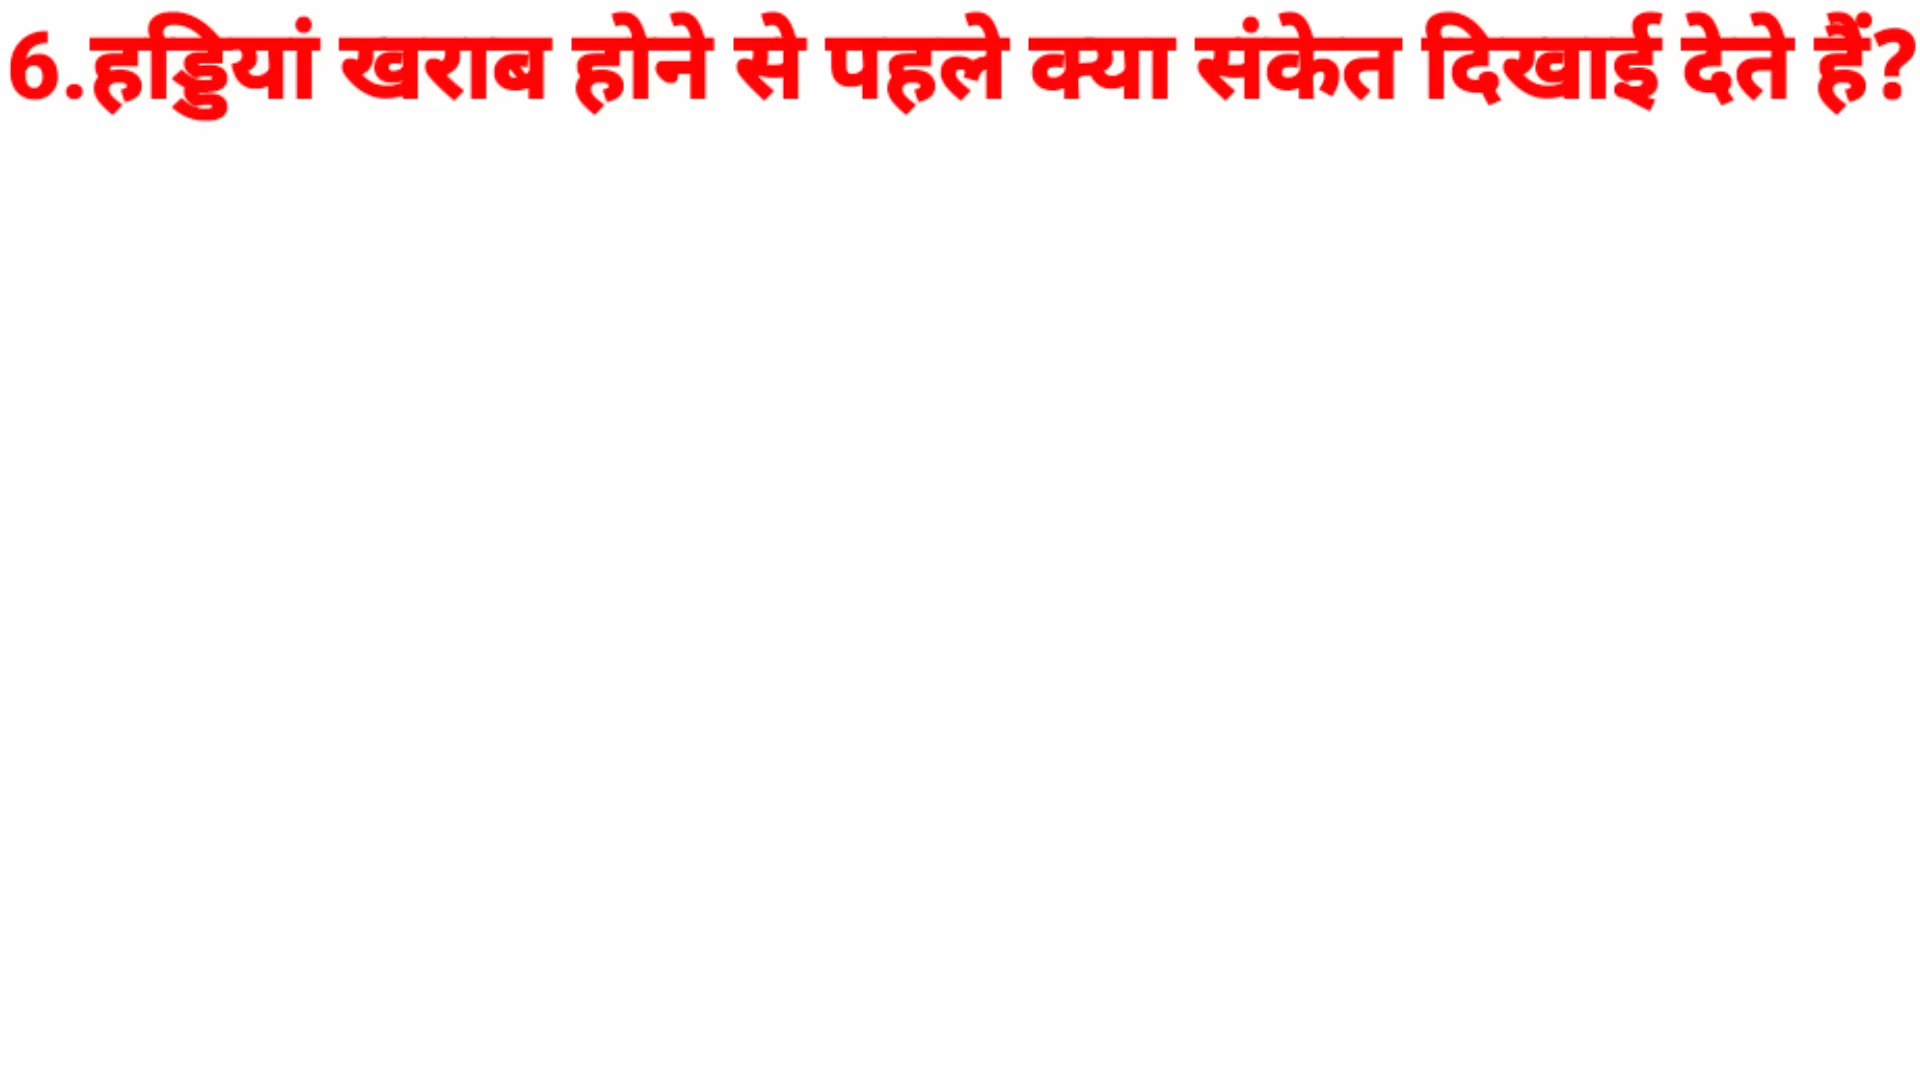 6.हड्डियां खराब होने से पहले क्या संकेत दिखाई देते हैं?